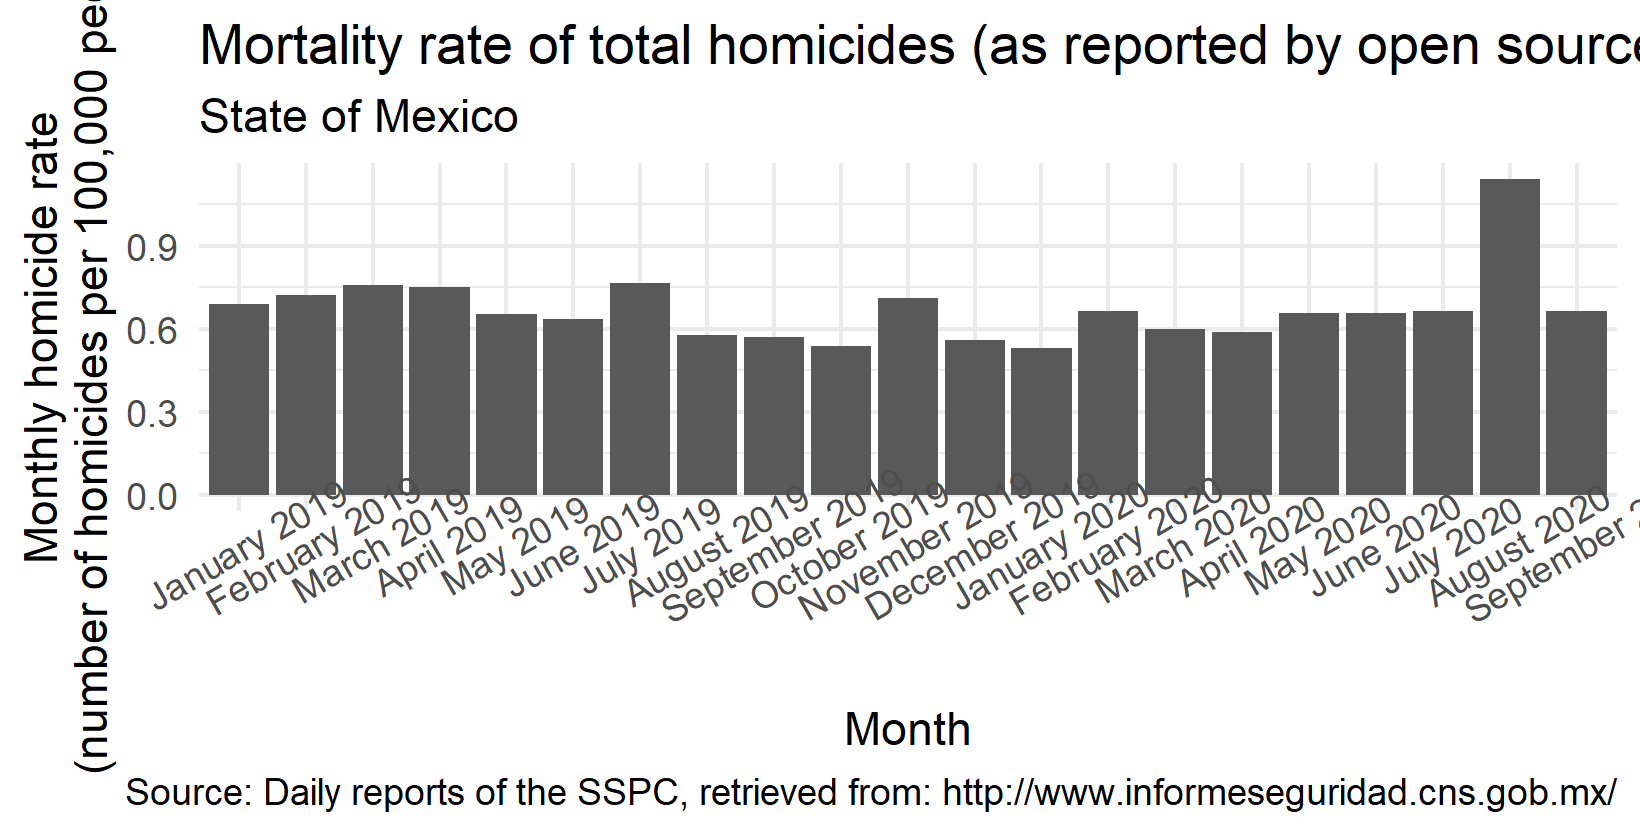 Mortality rate of total homicides (as reported by open source
State of Mexico
Monthly homicide rate
(number of homicides per 100,000
0.9
0.6
0.3
0.0
January 2019
February 2019
March 2019
April 2019
May 2019
June 2019
July 2019
August 2019
September 2019
October 2019
November 2019
December 2019
January 2020
February 2020
March 2020
April 2020
May 2020
June 2020
July 2020
August 2020
September
Month
Source: Daily reports of the SSPC, retrieved from: http://www.informeseguridad.cns.gob.mx/